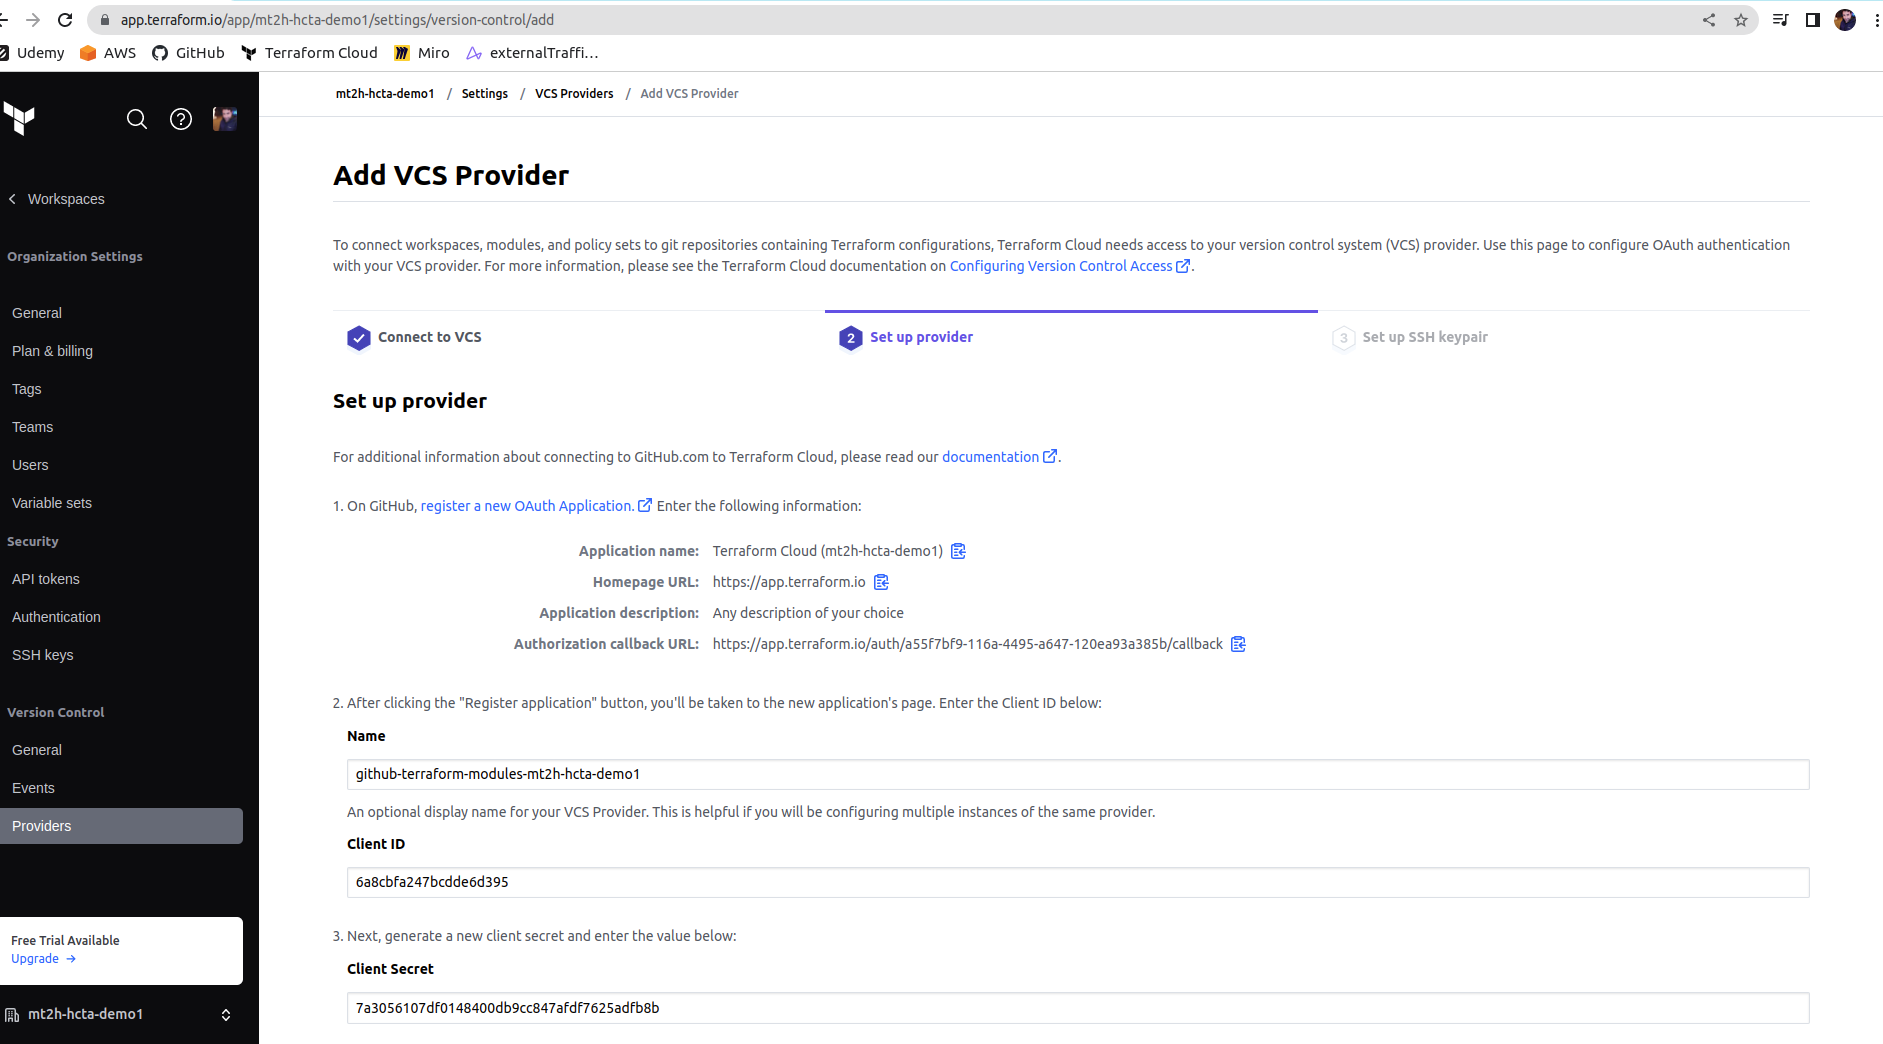 app.terraform.io/app/mt2h-hcta-demo1/settings/version-control/add
Udemy AWS GitHub Terraform Cloud Miro externalTraffi...
mt2h-hcta-demo1 / Settings / VCS Providers / Add VCS Provider
Workspaces
Organization Settings
General
Plan & billing
Tags
Teams
Users
Variable sets
Security
API tokens
Authentication
SSH keys
Version Control
General
Events
Providers
Free Trial Available
Upgrade →
mt2h-hcta-demo1
Add VCS Provider
To connect workspaces, modules, and policy sets to git repositories containing Terraform configurations, Terraform Cloud needs access to your version control system (VCS) provider. Use this page to configure OAuth authentication
with your VCS provider. For more information, please see the Terraform Cloud documentation on Configuring Version Control Access.
Connect to VCS
2 Set up provider
3 Set up SSH keypair
Set up provider
For additional information about connecting to GitHub.com to Terraform Cloud, please read our documentation.
1. On GitHub, register a new OAuth Application. Enter the following information:
Application name: Terraform Cloud (mt2h-hcta-demo1)
Homepage URL: https://app.terraform.io
Application description: Any description of your choice
Authorization callback URL: https://app.terraform.io/auth/a55f7bf9-116a-4495-a647-120ea93a385b/callback
2. After clicking the "Register application" button, you'll be taken to the new application's page. Enter the Client ID below:
Name
github-terraform-modules-mt2h-hcta-demo1
An optional display name for your VCS Provider. This is helpful if you will be configuring multiple instances of the same provider.
Client ID
6a8cbfa247bcdde6d395
3. Next, generate a new client secret and enter the value below:
Client Secret
7a3056107df0148400db9cc847afdf7625adfb8b